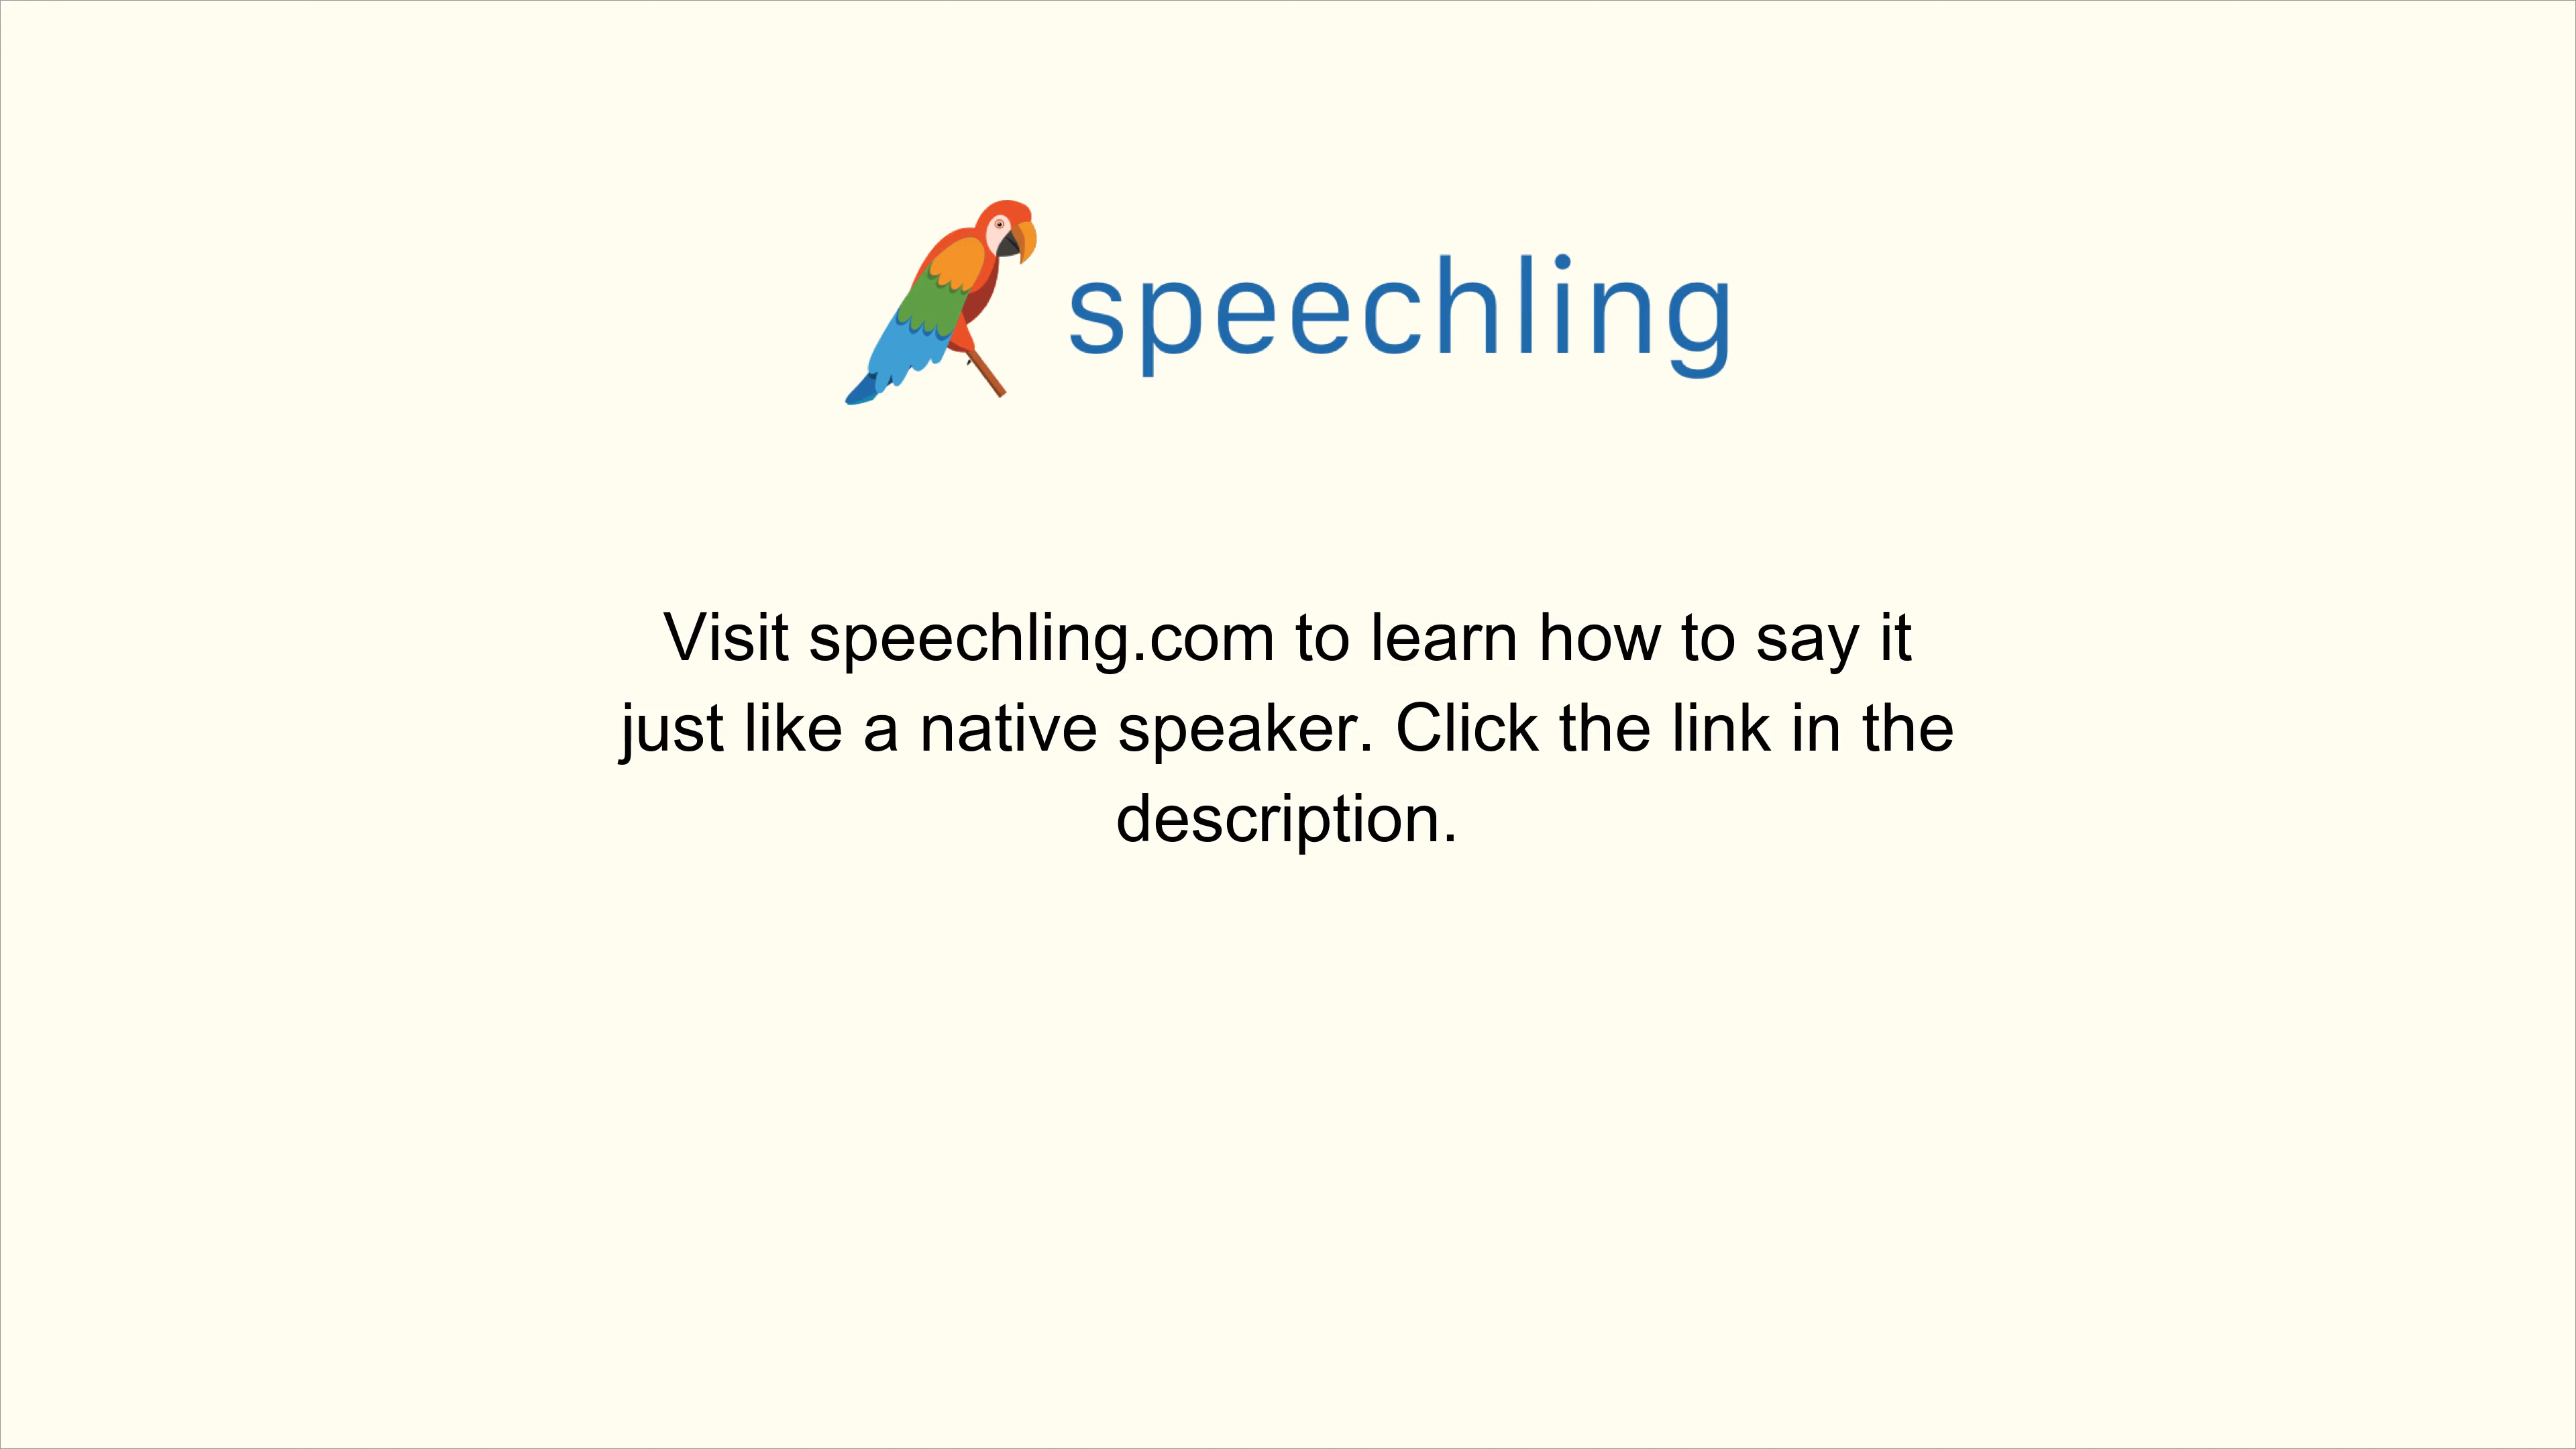 speechling
Visit speechling.com to learn how to say it
just like a native speaker. Click the link in the
description.